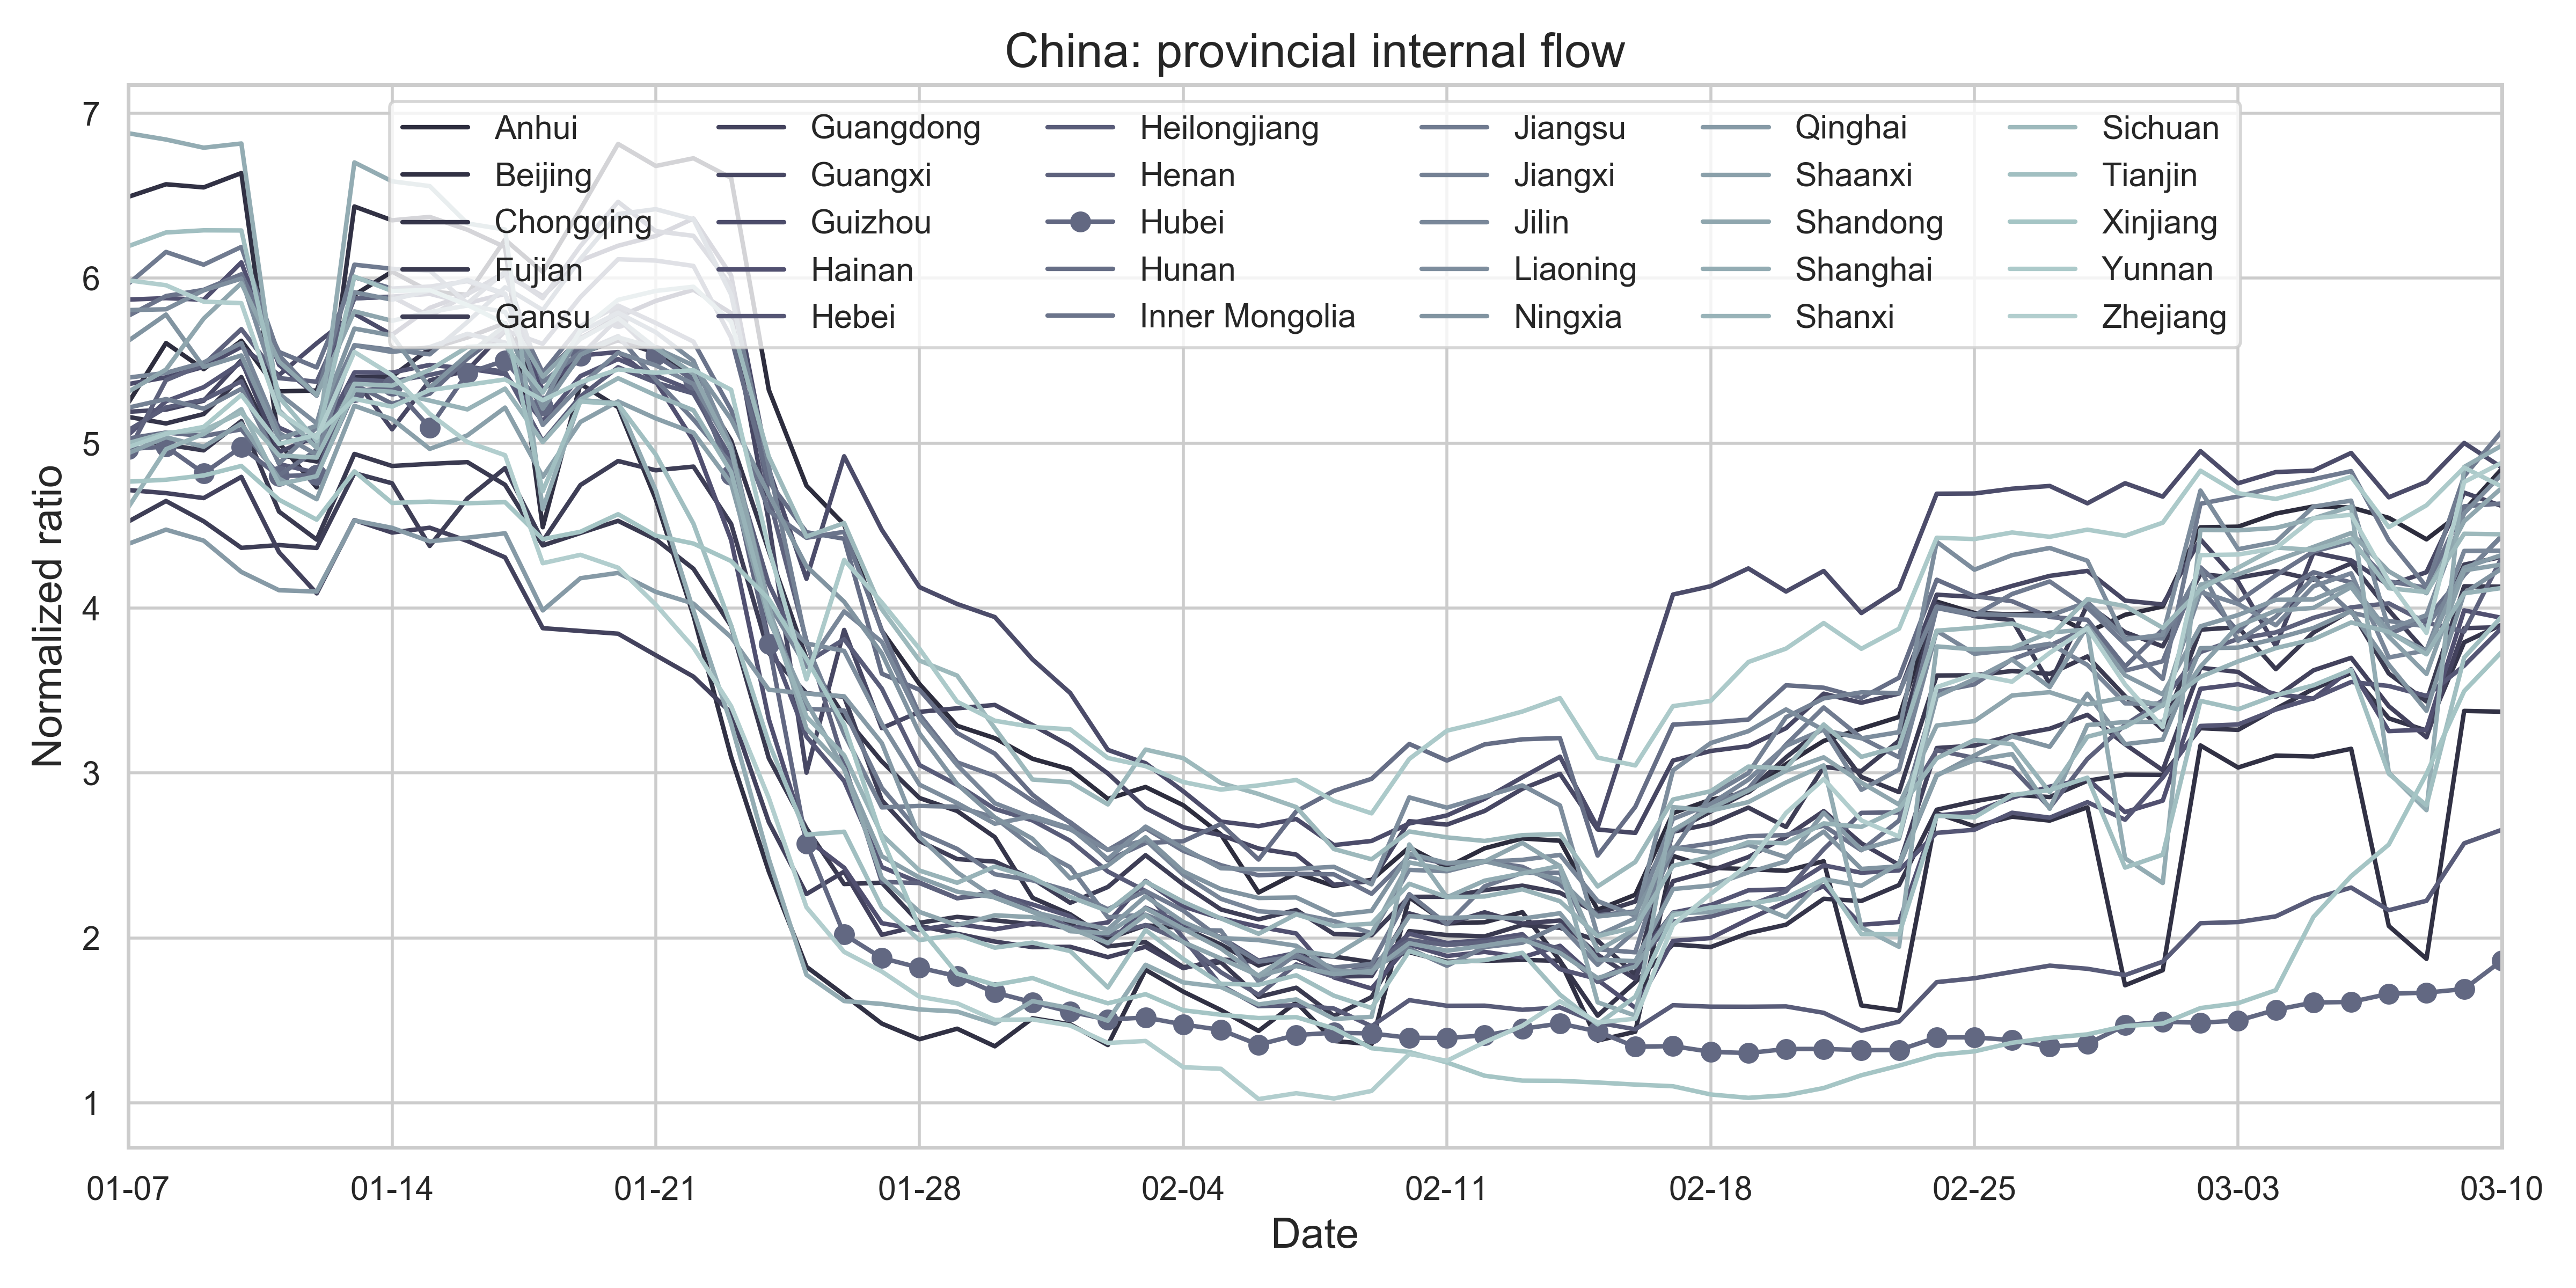 China: provincial internal flow
Normalized ratio
7
6
5
4
3
2
1
Anhui
Beijing
Chongqing
Fujian
Gansu
Guangdong
Guangxi
Guizhou
Hainan
Hebei
Heilongjiang
Henan
Hubei
Hunan
Inner Mongolia
Jiangsu
Jiangxi
Jilin
Liaoning
Ningxia
Qinghai
Shaanxi
Shandong
Shanghai
Shanxi
Sichuan
Tianjin
Xinjiang
Yunnan
Zhejiang
01-07 01-14 01-21 01-28 02-04 02-11 02-18 02-25 03-03 03-10
Date